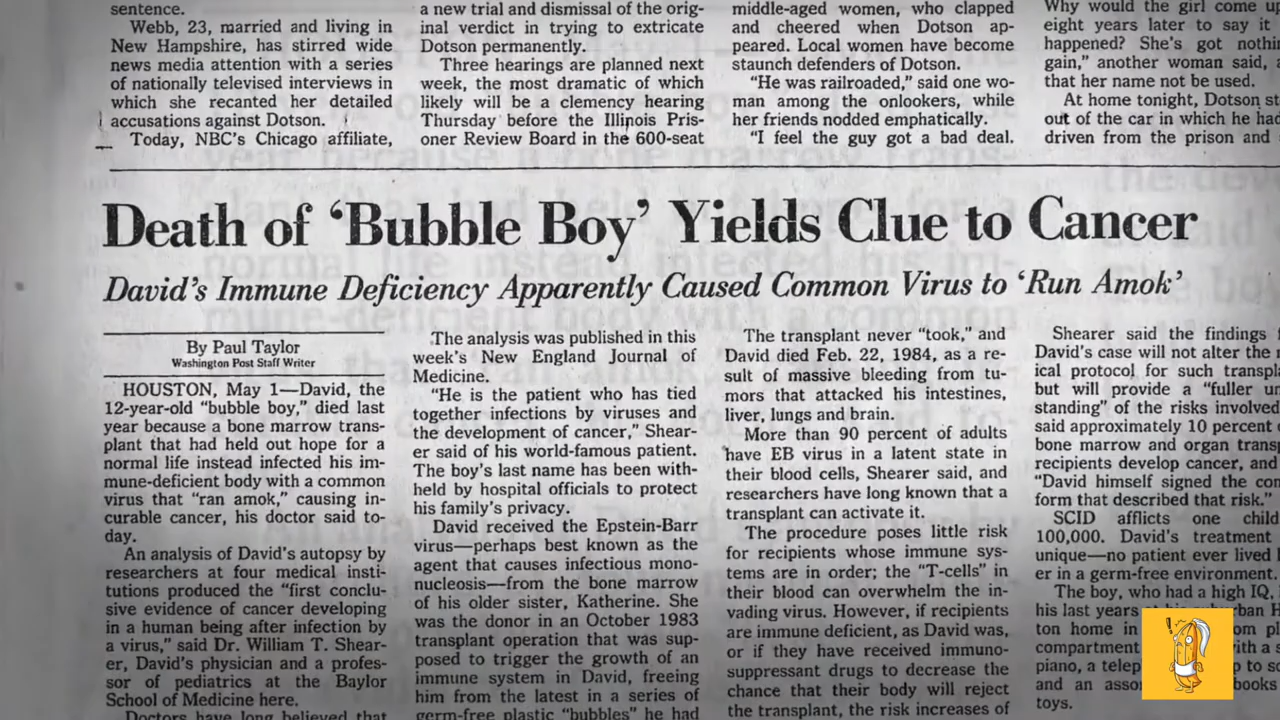 sentence.
Webb, 23, married and living in
New Hampshire, has stirred wide
news media attention with a series
of nationally televised interviews in
which she recanted her detailed
accusations against Dotson.
Today, NBC's Chicago affiliate,
a new trial and dismissal of the orig-
inal verdict in trying to extricate
Dotson permanently.
Three hearings are planned next
week, the most dramatic of which
likely will be a clemency hearing
Thursday before the Illinois Pris-
oner Review Board in the 600-seat
middle-aged women, who clapped
and cheered when Dotson ap-
peared. Local women have become
staunch defenders of Dotson.
"He was railroaded," said one wo-
man among the onlookers, while
her friends nodded emphatically.
"I feel the guy got a bad deal.
Why would the girl come up
eight years later to say it
happened? She's got nothin
gain," another woman said, a
that her name not be used.
At home tonight, Dotson st
out of the car in which he had
driven from the prison and
Death of 'Bubble Boy' Yields Clue to Cancer
David's Immune Deficiency Apparently Caused Common Virus to 'Run Amok'
By Paul Taylor
Washington Post Staff Writer
HOUSTON, May 1—David, the
12-year-old "bubble boy," died last
year because a bone marrow trans-
plant that had held out hope for a
normal life instead infected his im-
mune-deficient body with a common
virus that "ran amok," causing in-
curable cancer, his doctor said to-
day.
An analysis of David's autopsy by
researchers at four medical insti-
tutions produced the "first conclu-
sive evidence of cancer developing
in a human being after infection by
a virus," said Dr. William T. Shear-
er, David's physician and a profes-
sor of pediatrics at the Baylor
School of Medicine here.
Doctors have long believed that
The analysis was published in this
week's New England Journal of
Medicine.
"He is the patient who has tied
together infections by viruses and
the development of cancer," Shear-
er said of his world-famous patient.
The boy's last name has been with-
held by hospital officials to protect
his family's privacy.
David received the Epstein-Barr
virus—perhaps best known as the
agent that causes infectious mono-
nucleosis—from the bone marrow
of his older sister, Katherine. She
was the donor in an October 1983
transplant operation that was sup-
posed to trigger the growth of an
immune system in David, freeing
him from the latest in a series of
germ-free plastic "bubbles" he had
The transplant never "took," and
David died Feb. 22, 1984, as a re-
sult of massive bleeding from tu-
mors that attacked his intestines,
liver, lungs and brain.
More than 90 percent of adults
have EB virus in a latent state in
their blood cells, Shearer said, and
researchers have long known that a
transplant can activate it.
The procedure poses little risk
for recipients whose immune sys-
tems are in order; the "T-cells" in
their blood can overwhelm the in-
vading virus. However, if recipients
are immune deficient, as David was,
or if they have received immuno-
suppressant drugs to decrease the
chance that their body will reject
the transplant, the risk increases of
Shearer said the findings
David's case will not alter the
ical protocol for such transpl
but will provide a "fuller un
standing" of the risks involved
said approximately 10 percent
bone marrow and organ transp
recipients develop cancer, and
"David himself signed the con
form that described that risk."
SCID afflicts one child
100,000. David's treatment
unique—no patient ever lived
er in a germ-free environment.
The boy, who had a high IQ,
his last years
ton home in
compartment
piano, a telep
and an asso books
toys.